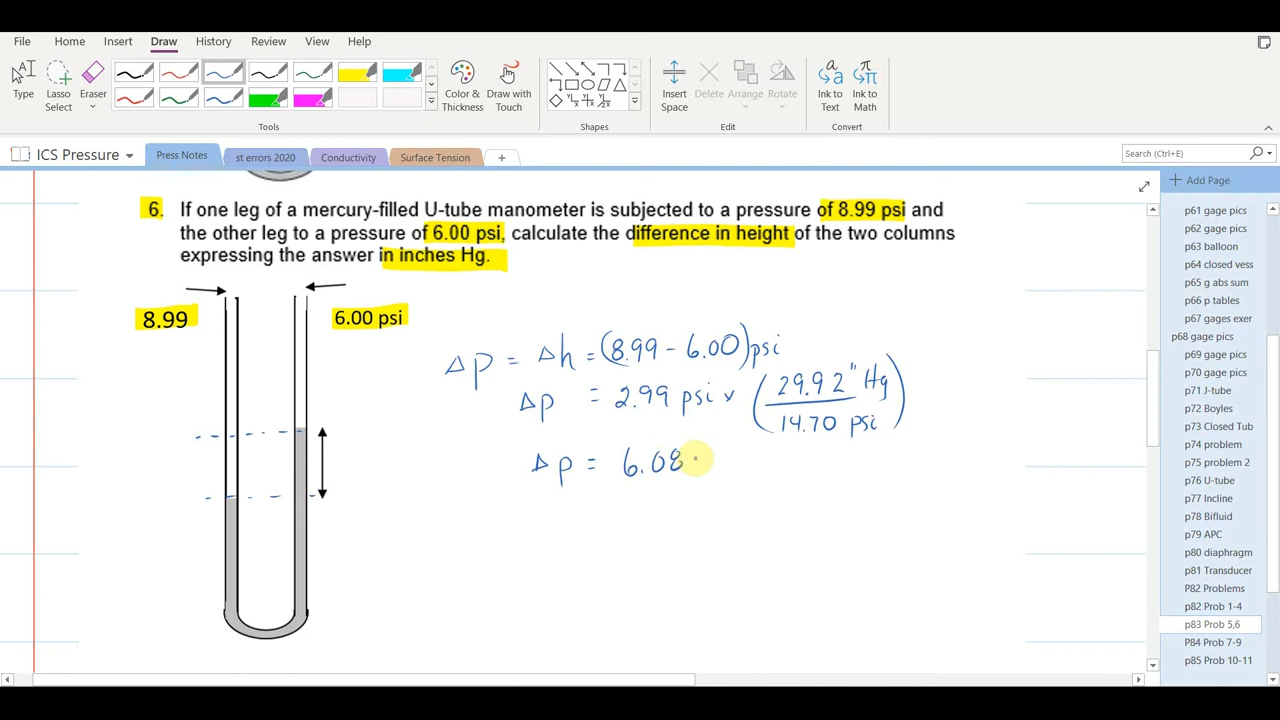 File Home Insert Draw History Review View Help
Type Lasso Select Eraser Color & Thickness Draw with Touch Insert Space Delete Arrange Rotate Ink to Text Ink to Math
Tools Shapes Edit Convert
ICS Pressure Press Notes st errors 2020 Conductivity Surface Tension Search (Ctrl+E)
6. If one leg of a mercury-filled U-tube manometer is subjected to a pressure of 8.99 psi and
the other leg to a pressure of 6.00 psi, calculate the difference in height of the two columns
expressing the answer in inches Hg.
8.99
6.00 psi
Δp = Δh = (8.99 - 6.00) psi
Δp = 2.99 psi × (29.92" Hg / 14.70 psi)
Δp = 6.08
Add Page
p61 gage pics
p62 gage pics
p63 balloon
p64 closed vess
p65 g abs sum
p66 p tables
p67 gages exer
p68 gage pics
p69 gage pics
p70 gage pics
p71 J-tube
p72 Boyles
p73 Closed Tub
p74 problem
p75 problem 2
p76 U-tube
p77 Incline
p78 Bifluid
p79 APC
p80 diaphragm
p81 Transducer
P82 Problems
p82 Prob 1-4
p83 Prob 5,6
P84 Prob 7-9
p85 Prob 10-11